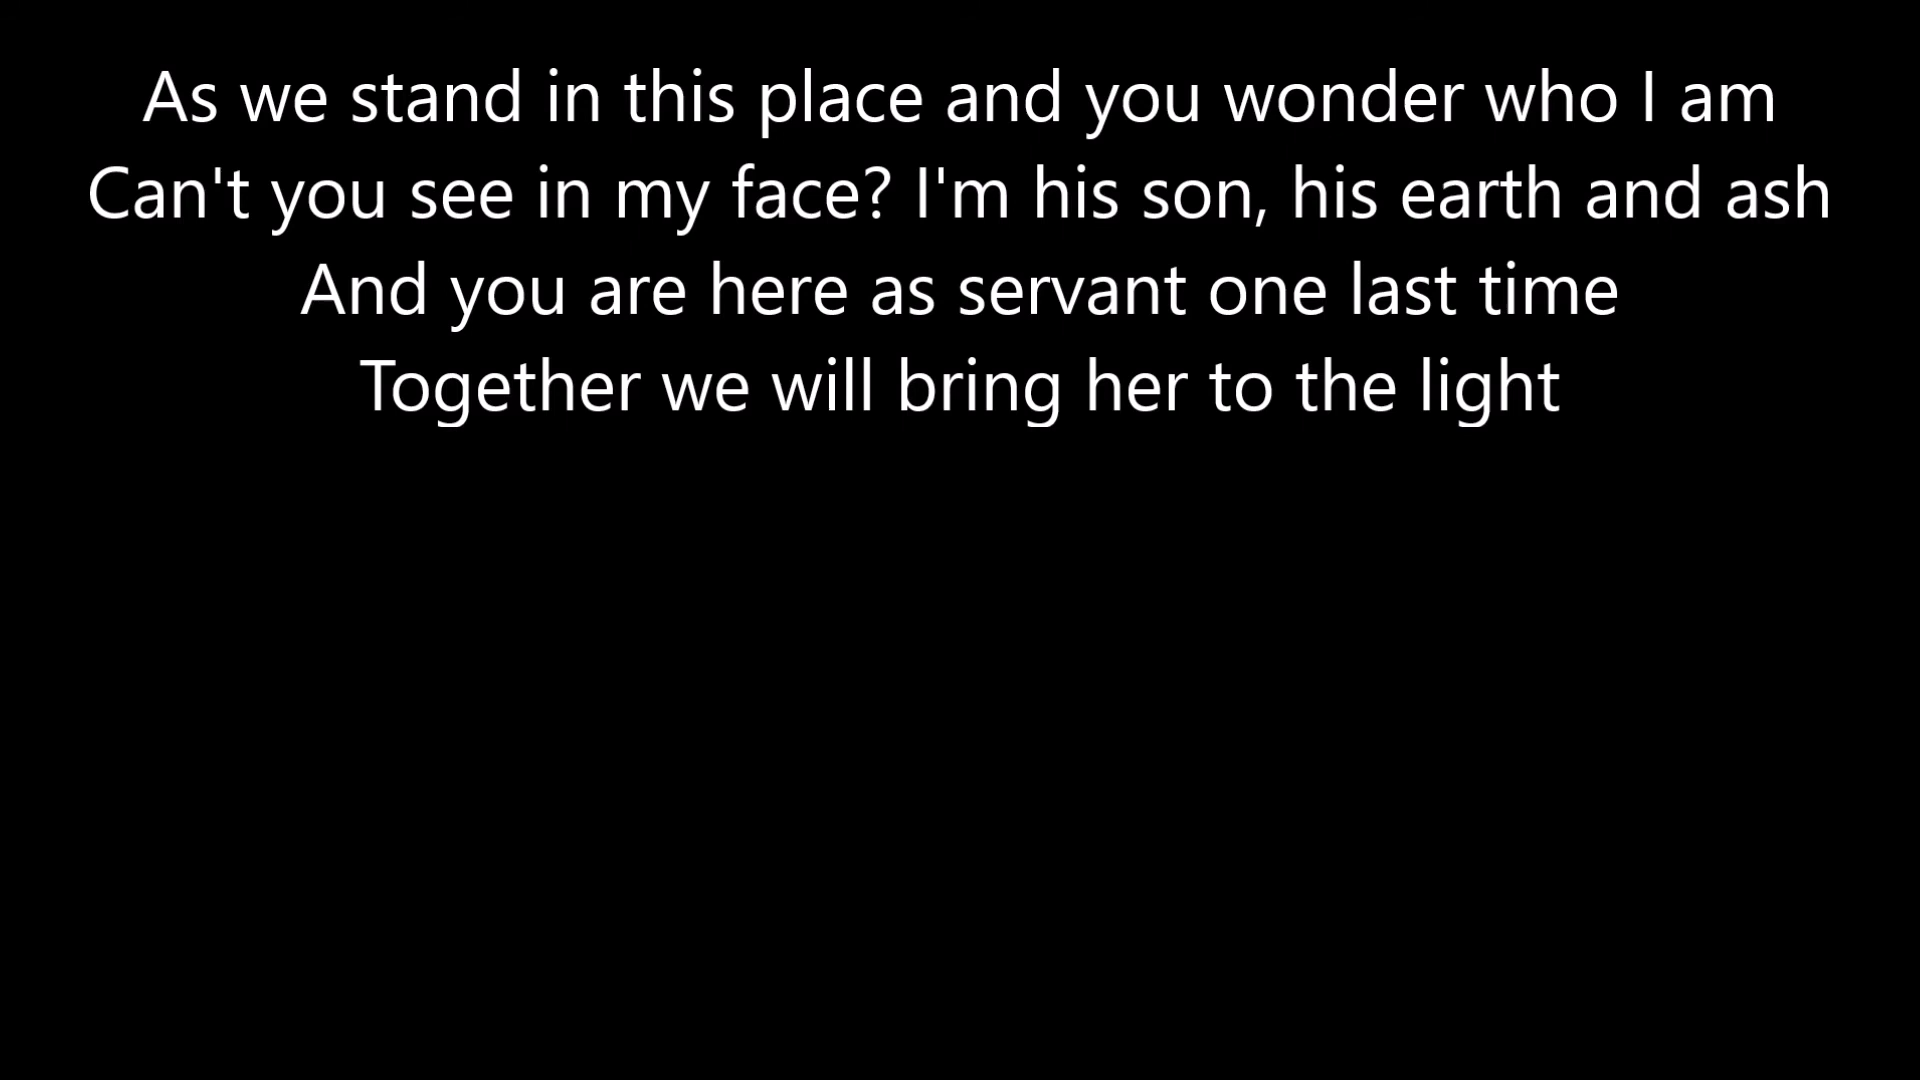 As we stand in this place and you wonder who I am
Can't you see in my face? I'm his son, his earth and ash
And you are here as servant one last time
Together we will bring her to the light